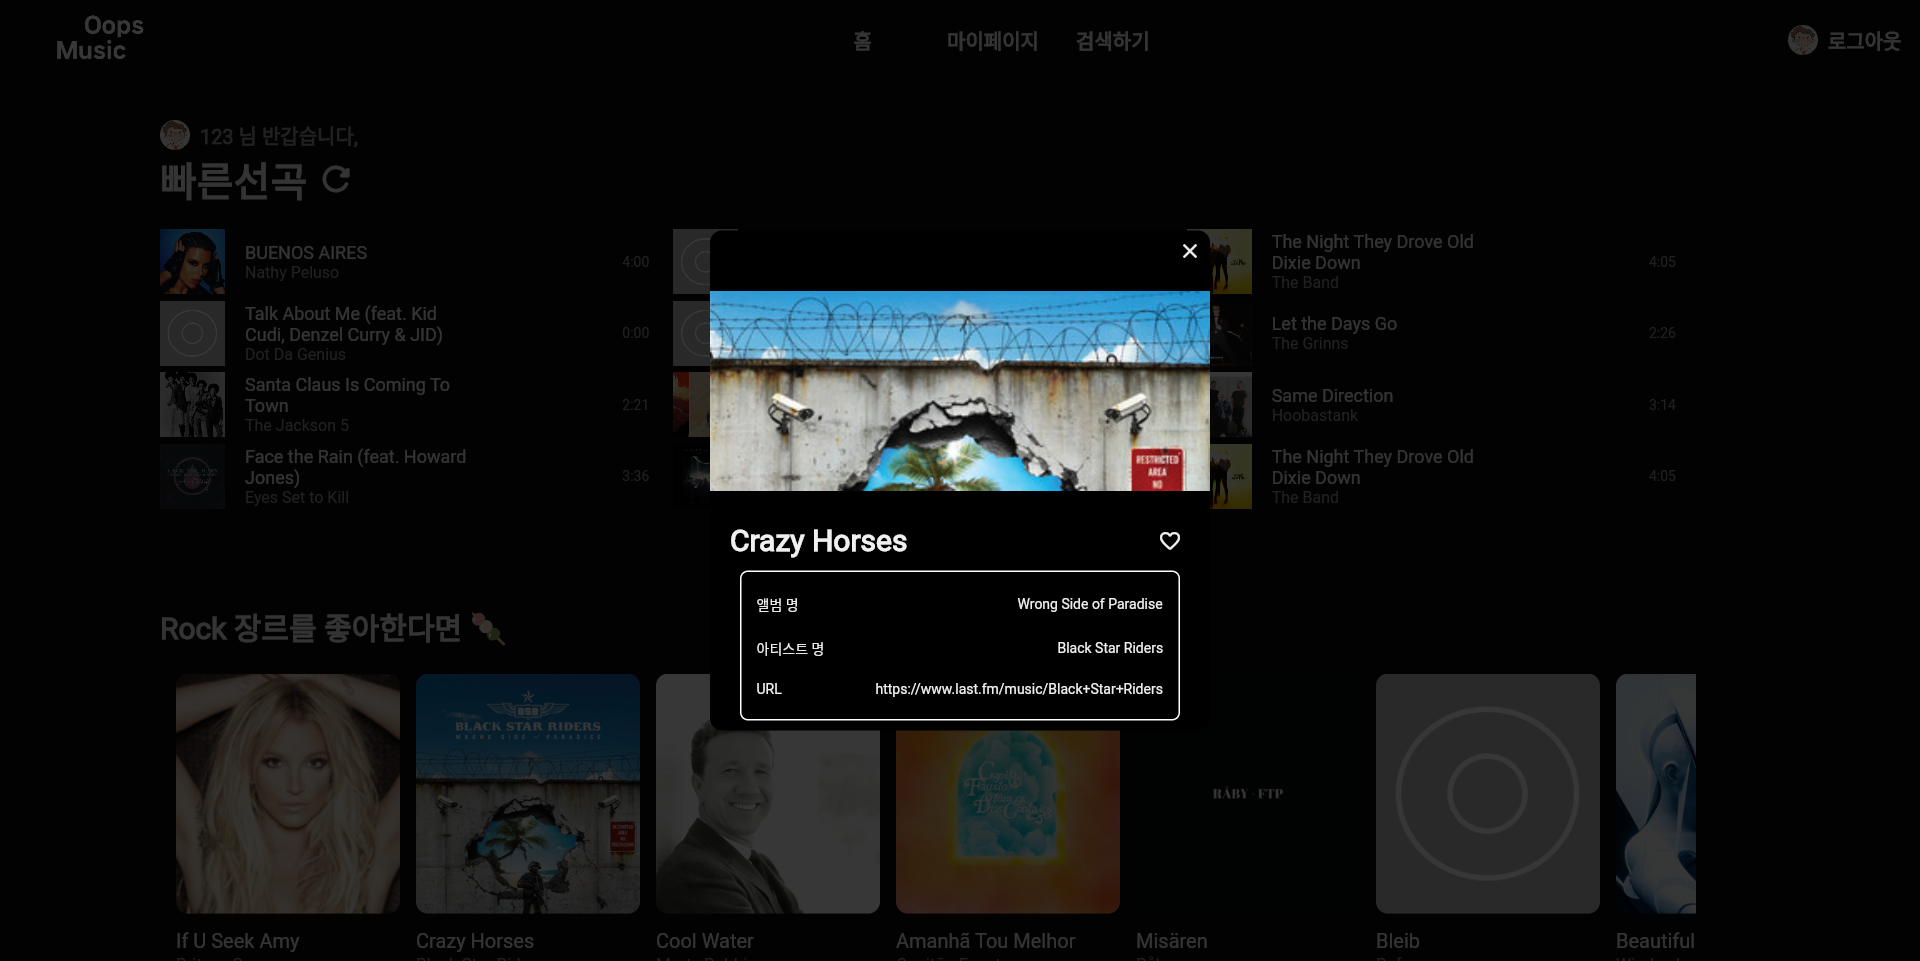 Oops
Music
홈
마이페이지
검색하기
로그아웃
123 님 반갑습니다,
빠른선곡
BUENOS AIRES
Nathy Peluso
4:00
Talk About Me (feat. Kid
Cudi, Denzel Curry & JID)
Dot Da Genius
0:00
Santa Claus Is Coming To
Town
The Jackson 5
2:21
Face the Rain (feat. Howard
Jones)
Eyes Set to Kill
3:36
The Night They Drove Old
Dixie Down
The Band
4:05
Let the Days Go
The Grinns
2:26
Same Direction
Hoobastank
3:14
The Night They Drove Old
Dixie Down
The Band
4:05
RESTRICTED
AREA
NO
Crazy Horses
앨범 명
Wrong Side of Paradise
아티스트 명
Black Star Riders
URL
https://www.last.fm/music/Black+Star+Riders
Rock 장르를 좋아한다면
BLACK STAR RIDERS
WRONG SIDE of PARADISE
RÅBY - FTP
If U Seek Amy
Crazy Horses
Cool Water
Amanhã Tou Melhor
Misären
Bleib
Beautiful